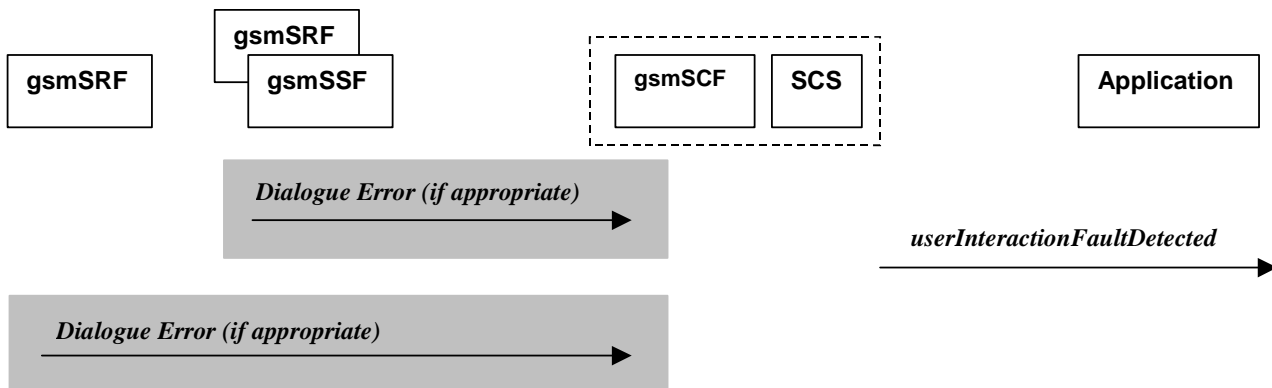 gsmSRF
gsmSRF
gsmSSF
gsmSCF
SCS
Application
Dialogue Error (if appropriate)
userInteractionFaultDetected
Dialogue Error (if appropriate)